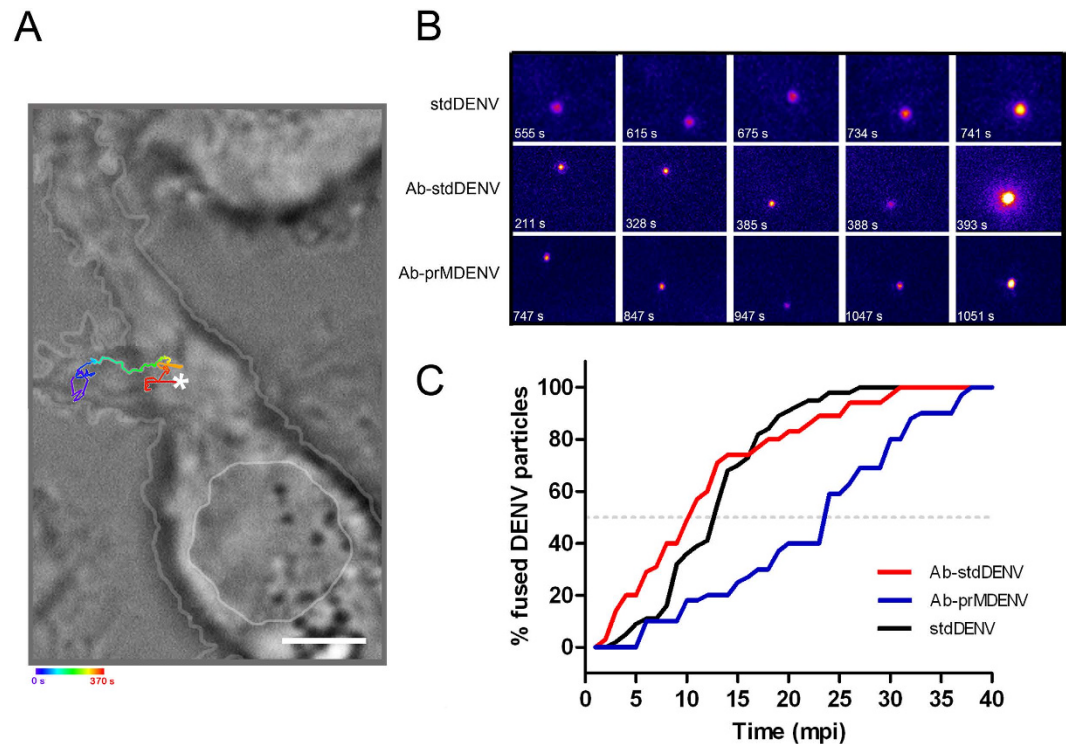 A
B
stdDENV
555 s 615 s 675 s 734 s 741 s
Ab-stdDENV
211 s 328 s 385 s 388 s 393 s
Ab-prMDENV
747 s 847 s 947 s 1047 s 1051 s
*
0 s 370 s
C
% fused DENV particles
100
80
60
40
20
0
Ab-stdDENV
Ab-prMDENV
stdDENV
0 5 10 15 20 25 30 35 40
Time (mpi)